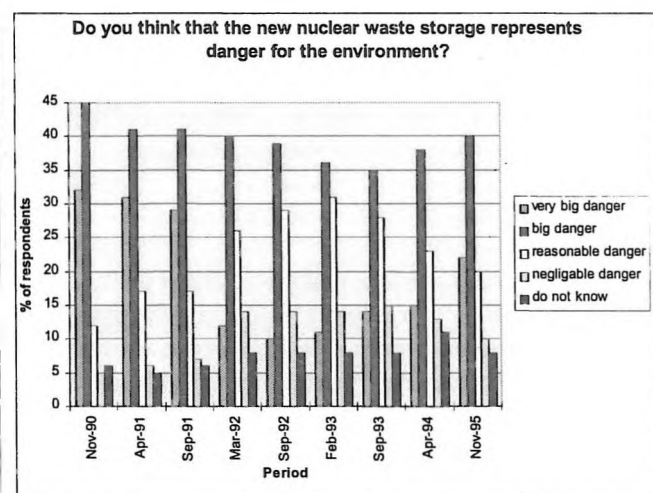 Do you think that the new nuclear waste storage represents
danger for the environment?
% of respondents
45
40
35
30
25
20
15
10
5
0
Nov-90
Apr-91
Sep-91
Mar-92
Sep-92
Feb-93
Sep-93
Apr-94
Nov-95
Period
very big danger
big danger
reasonable danger
negligable danger
do not know